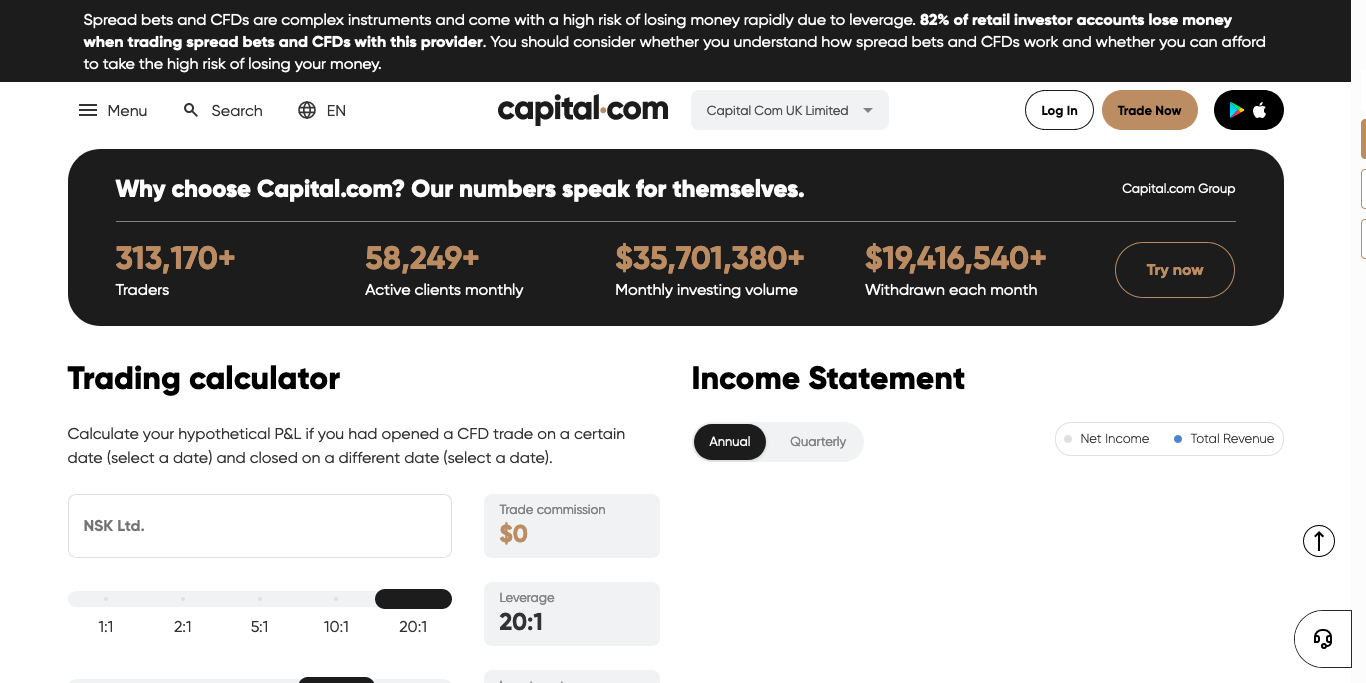 Spread bets and CFDs are complex instruments and come with a high risk of losing money rapidly due to leverage. 82% of retail investor accounts lose money
when trading spread bets and CFDs with this provider. You should consider whether you understand how spread bets and CFDs work and whether you can afford
to take the high risk of losing your money.
Menu Search EN capital.com Capital Com UK Limited Log In Trade Now
Why choose Capital.com? Our numbers speak for themselves. Capital.com Group
313,170+ 58,249+ $35,701,380+ $19,416,540+
Try now
Traders Active clients monthly Monthly investing volume Withdrawn each month
Trading calculator Income Statement
Calculate your hypothetical P&L if you had opened a CFD trade on a certain
date (select a date) and closed on a different date (select a date).
Annual Quarterly Net Income Total Revenue
NSK Ltd.
Trade commission
$0
Leverage
20:1
1:1 2:1 5:1 10:1 20:1